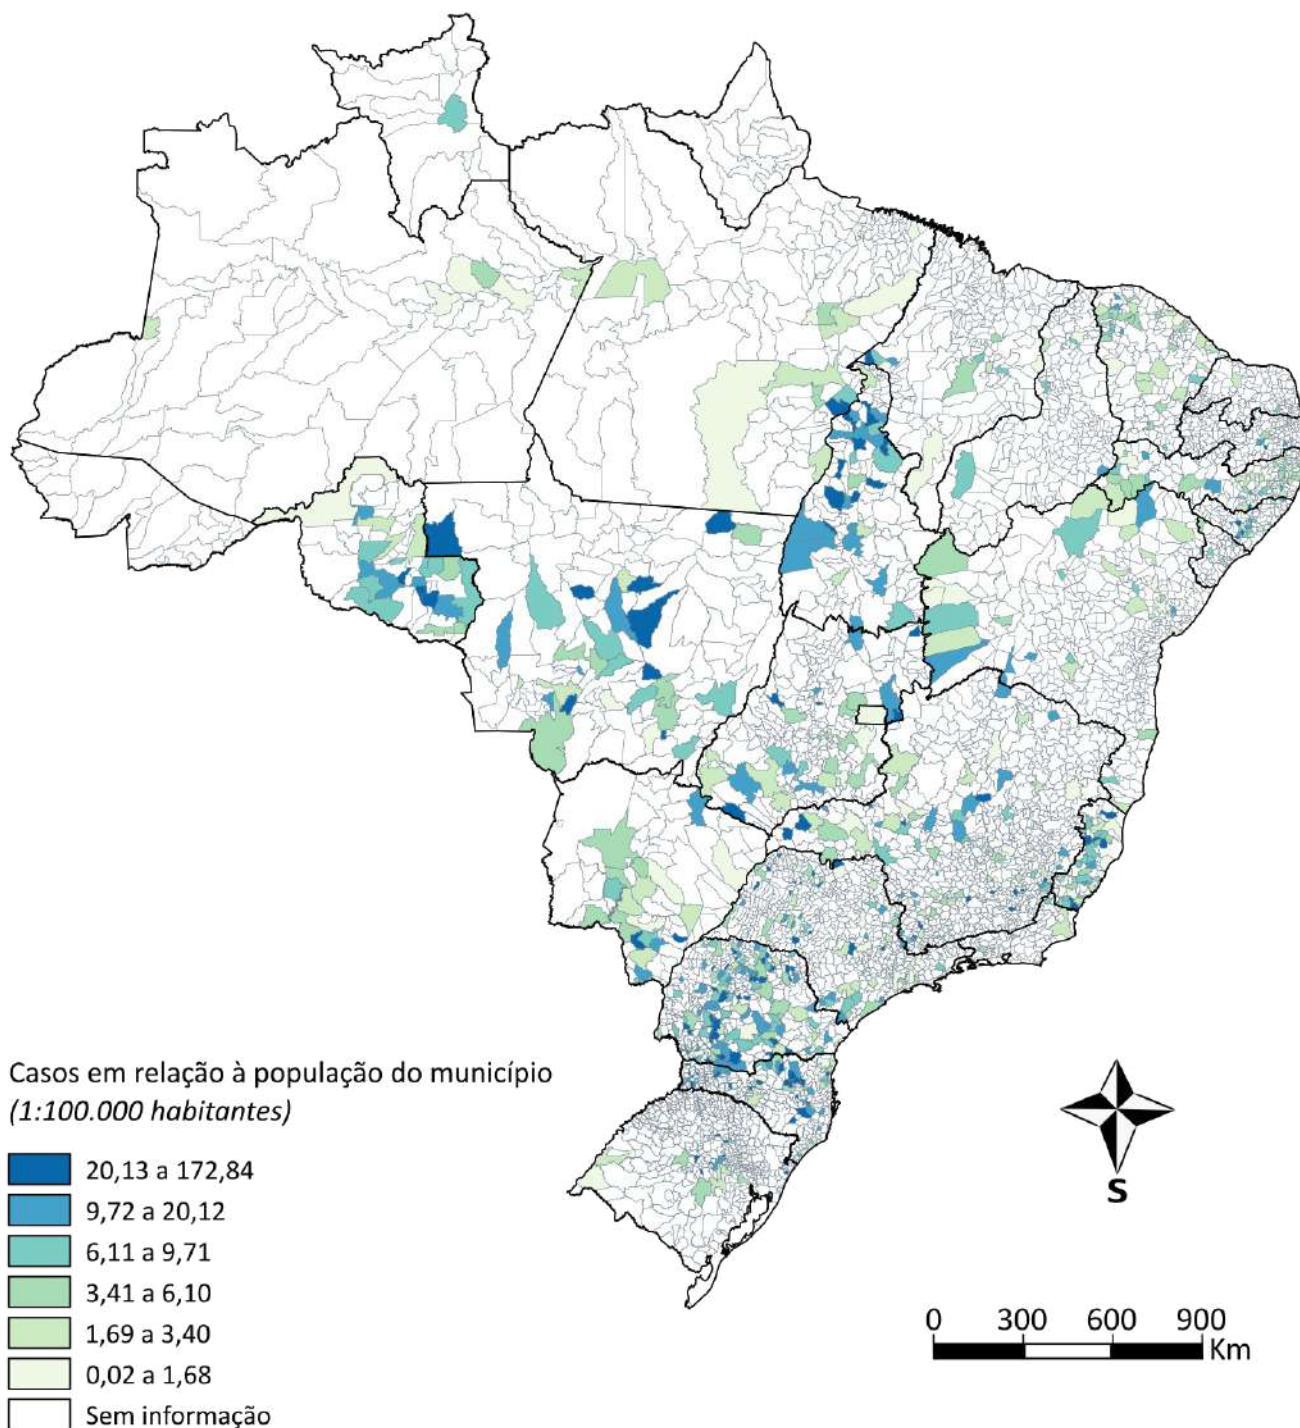 Casos em relação à população do município
(1:100.000 habitantes)
20,13 a 172,84
9,72 a 20,12
6,11 a 9,71
3,41 a 6,10
1,69 a 3,40
0,02 a 1,68
Sem informação
S
0 300 600 900
Km